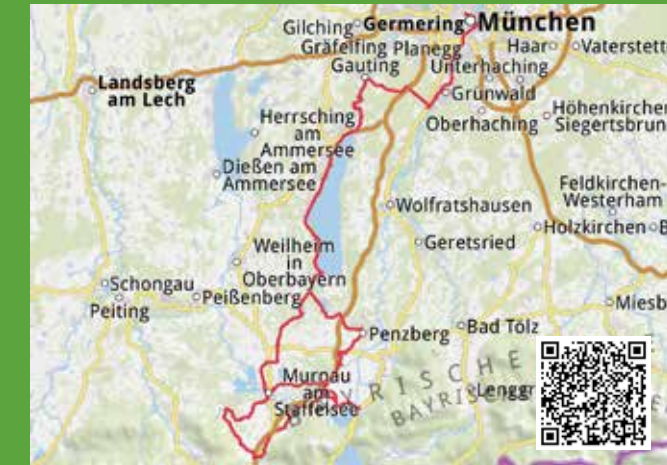 Gilching
Germering
München
Gräfelfing
Planegg
Haar
Vaterstett
Gauting
Unterhaching
Landsberg
am Lech
Grünwald
Herrsching
am
Ammersee
Oberhaching
Höhenkircher
Siegertsbrun
Dießen am
Ammersee
Feldkirchen-
Westerham
Wolfratshausen
Holzkirchen
B
Weilheim
in
Oberbayern
Geretsried
Schongau
Peißenberg
Peiting
Miesb
Penzberg
Bad Tölz
Murnau
am
Staffelsee
Lenggr